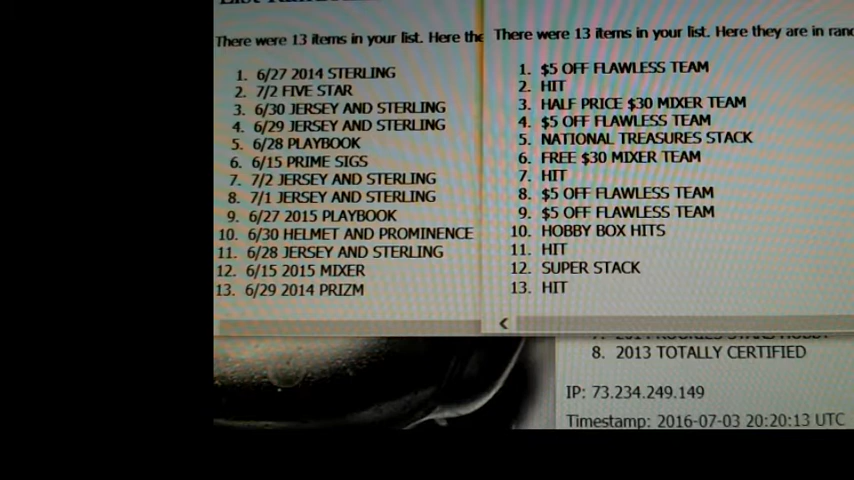 There were 13 items in your list. Here the
1. 6/27 2014 STERLING
2. 7/2 FIVE STAR
3. 6/30 JERSEY AND STERLING
4. 6/29 JERSEY AND STERLING
5. 6/28 PLAYBOOK
6. 6/15 PRIME SIGS
7. 7/2 JERSEY AND STERLING
8. 7/1 JERSEY AND STERLING
9. 6/27 2015 PLAYBOOK
10. 6/30 HELMET AND PROMINENCE
11. 6/28 JERSEY AND STERLING
12. 6/15 2015 MIXER
13. 6/29 2014 PRIZM
There were 13 items in your list. Here they are in ran
1. $5 OFF FLAWLESS TEAM
2. HIT
3. HALF PRICE $30 MIXER TEAM
4. $5 OFF FLAWLESS TEAM
5. NATIONAL TREASURES STACK
6. FREE $30 MIXER TEAM
7. HIT
8. $5 OFF FLAWLESS TEAM
9. $5 OFF FLAWLESS TEAM
10. HOBBY BOX HITS
11. HIT
12. SUPER STACK
13. HIT
8. 2013 TOTALLY CERTIFIED
IP: 73.234.249.149
Timestamp: 2016-07-03 20:20:13 UTC